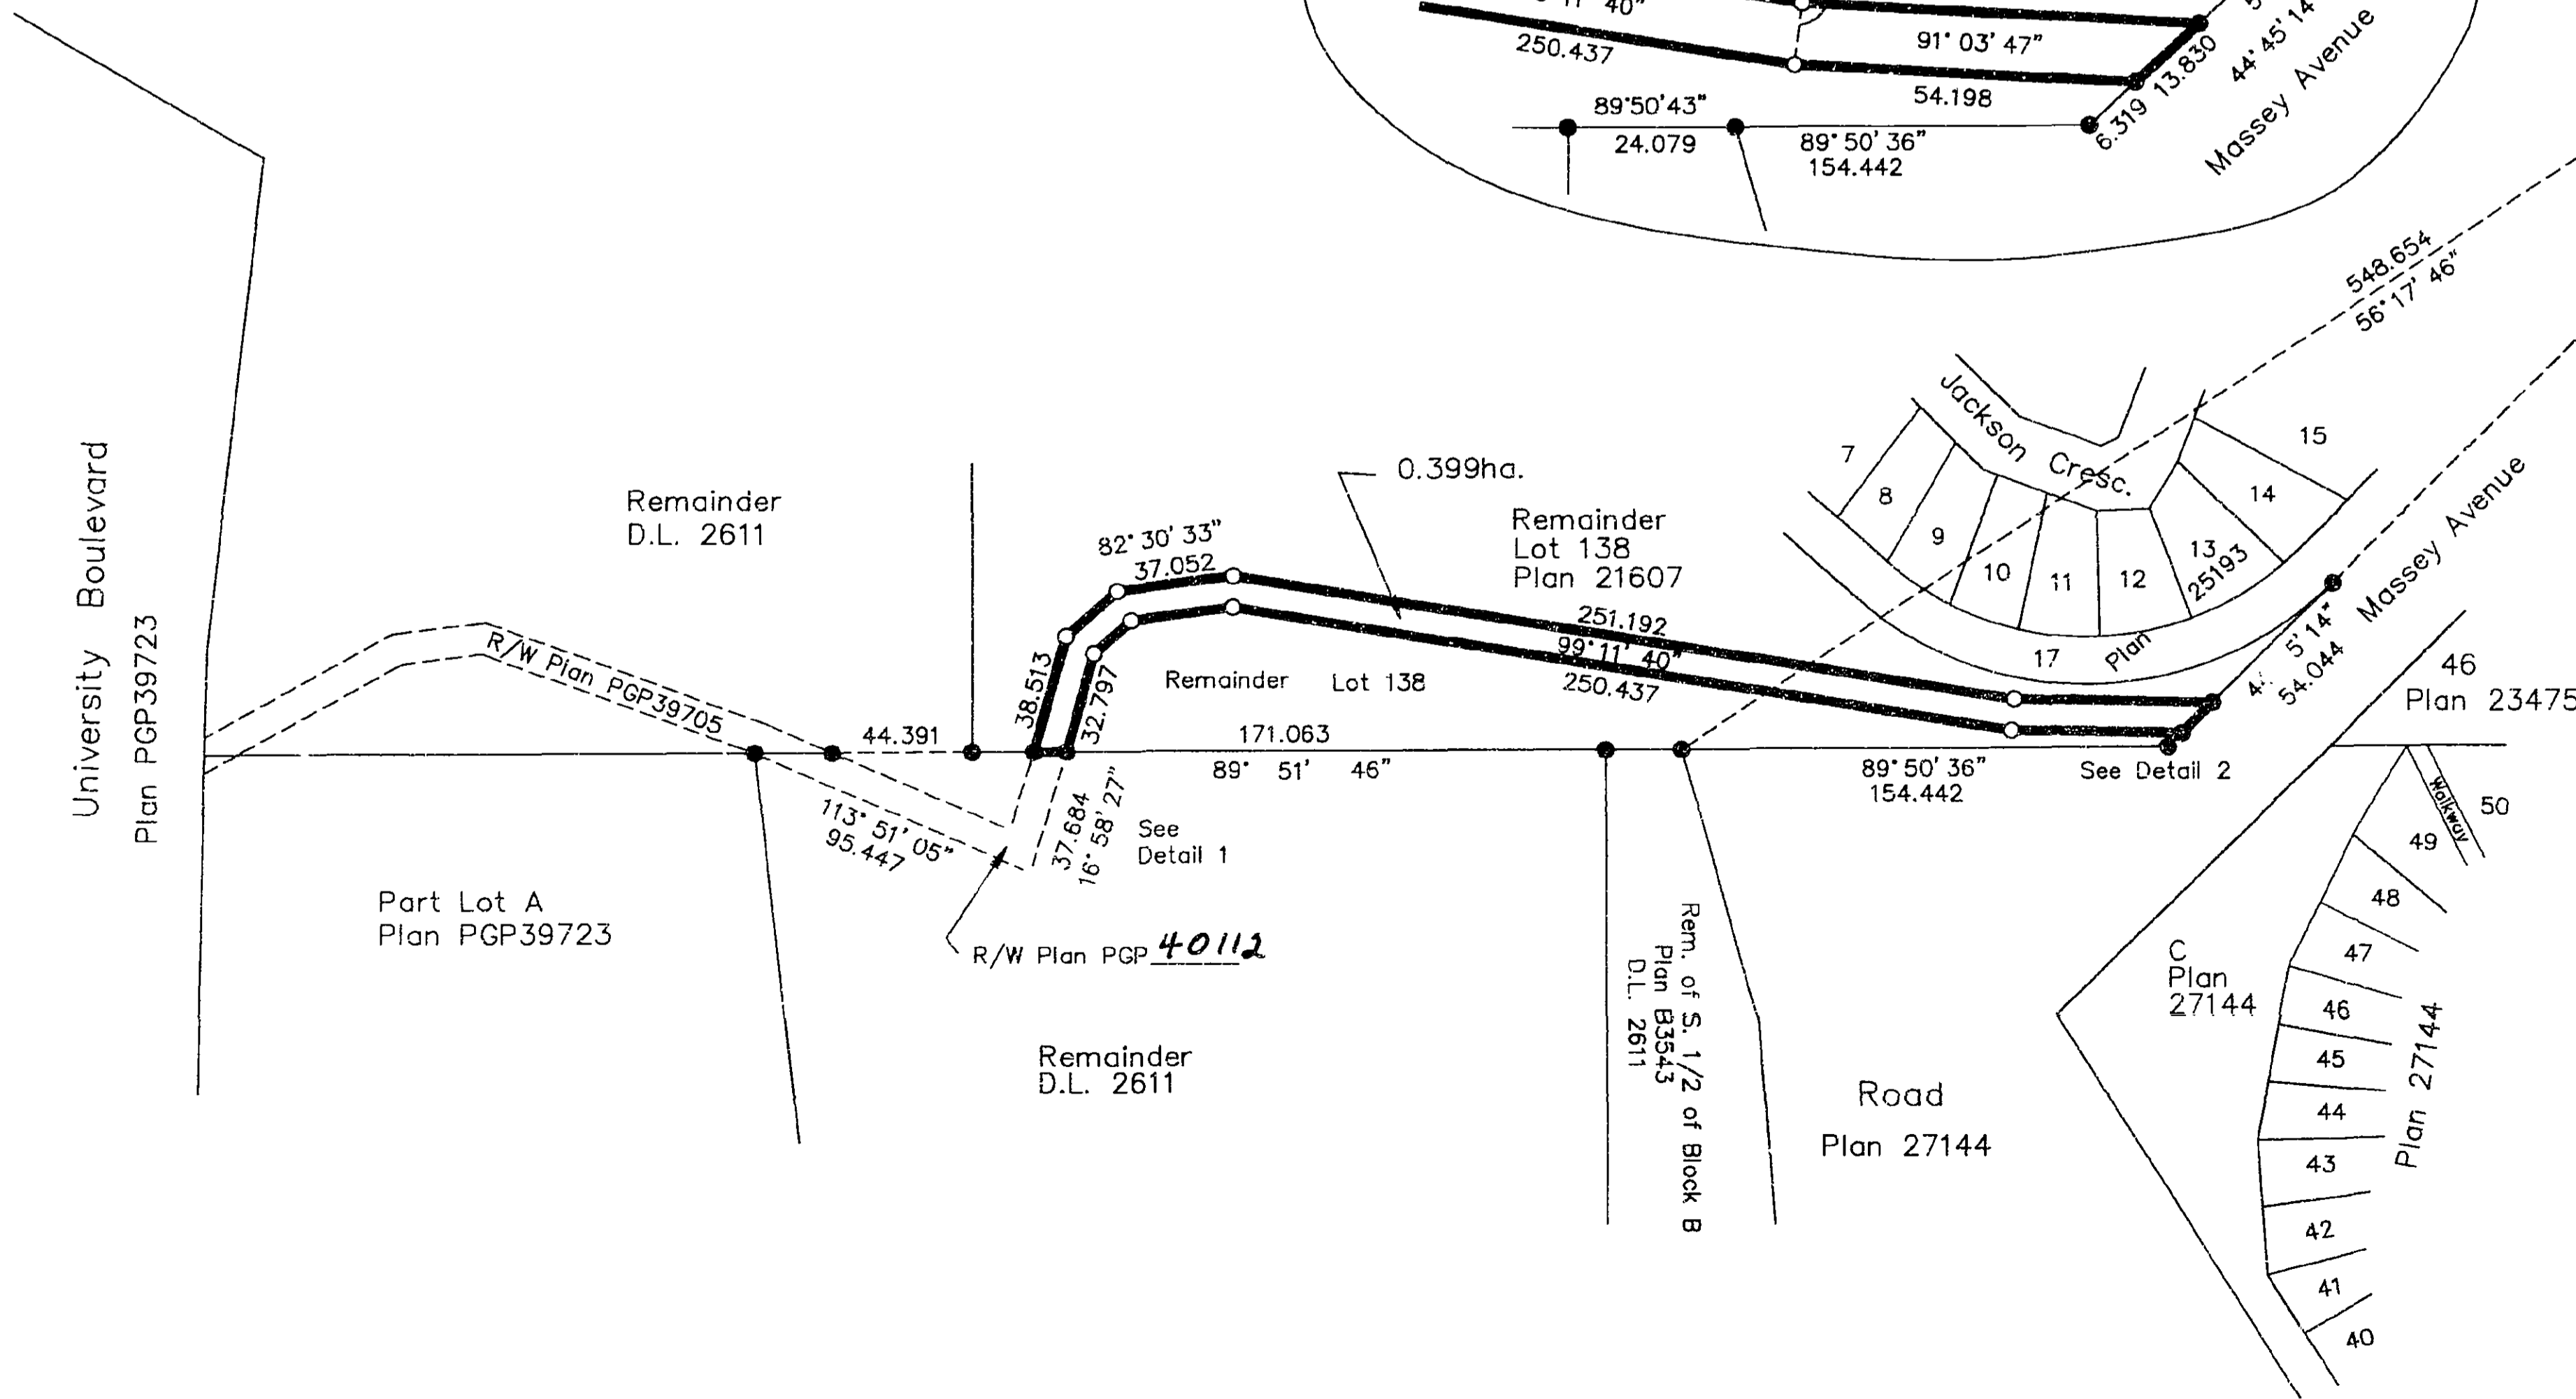 40"
250.437
91° 03' 47"
54.198
13.830
6.319
44° 45' 14"
Massey Avenue
89°50'43"
24.079
89° 50' 36"
154.442
548.654
56° 17' 46"
Jackson Cresc.
7
8
9
10
11
12
13
14
15
25193
17
Plan
Massey Avenue
5' 14"
54.044
46
Plan 23475
University Boulevard
Plan PGP39723
Remainder
D.L. 2611
R/W Plan PGP39705
44.391
82° 30' 33"
37.052
38.513
32.797
0.399ha.
Remainder
Lot 138
Plan 21607
251.192
99° 11' 40"
250.437
Remainder Lot 138
171.063
89° 51' 46"
89° 50' 36"
154.442
See Detail 2
113° 51' 05"
95.447
37.684
16° 58' 27"
See
Detail 1
R/W Plan PGP 40112
Part Lot A
Plan PGP39723
Remainder
D.L. 2611
Rem. of S. 1/2 of Block B
Plan B3543
D.L. 2611
Road
Plan 27144
C
Plan
27144
Walkway
50
49
48
47
46
45
44
43
42
41
40
Plan 27144